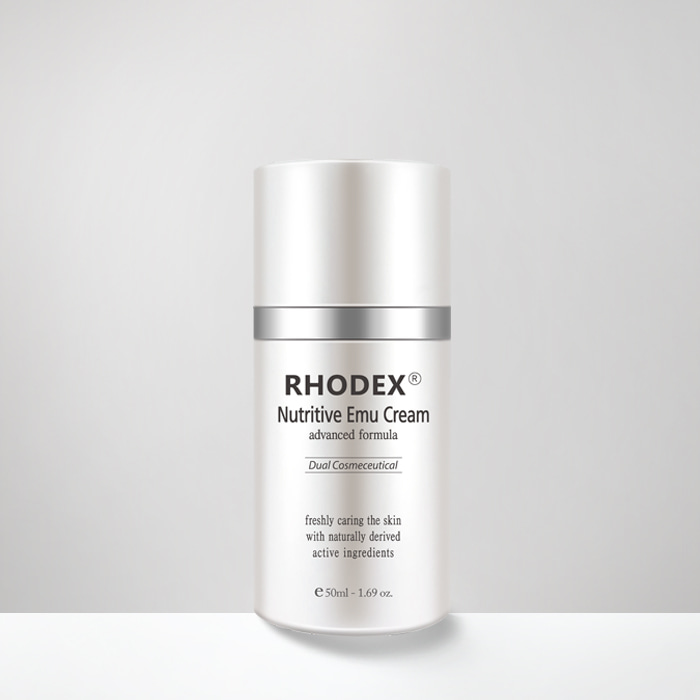 RHODEX®
Nutritive Emu Cream
advanced formula
Dual Cosmeceutical
freshly caring the skin
with naturally derived
active ingredients
℮ 50ml - 1.69 oz.